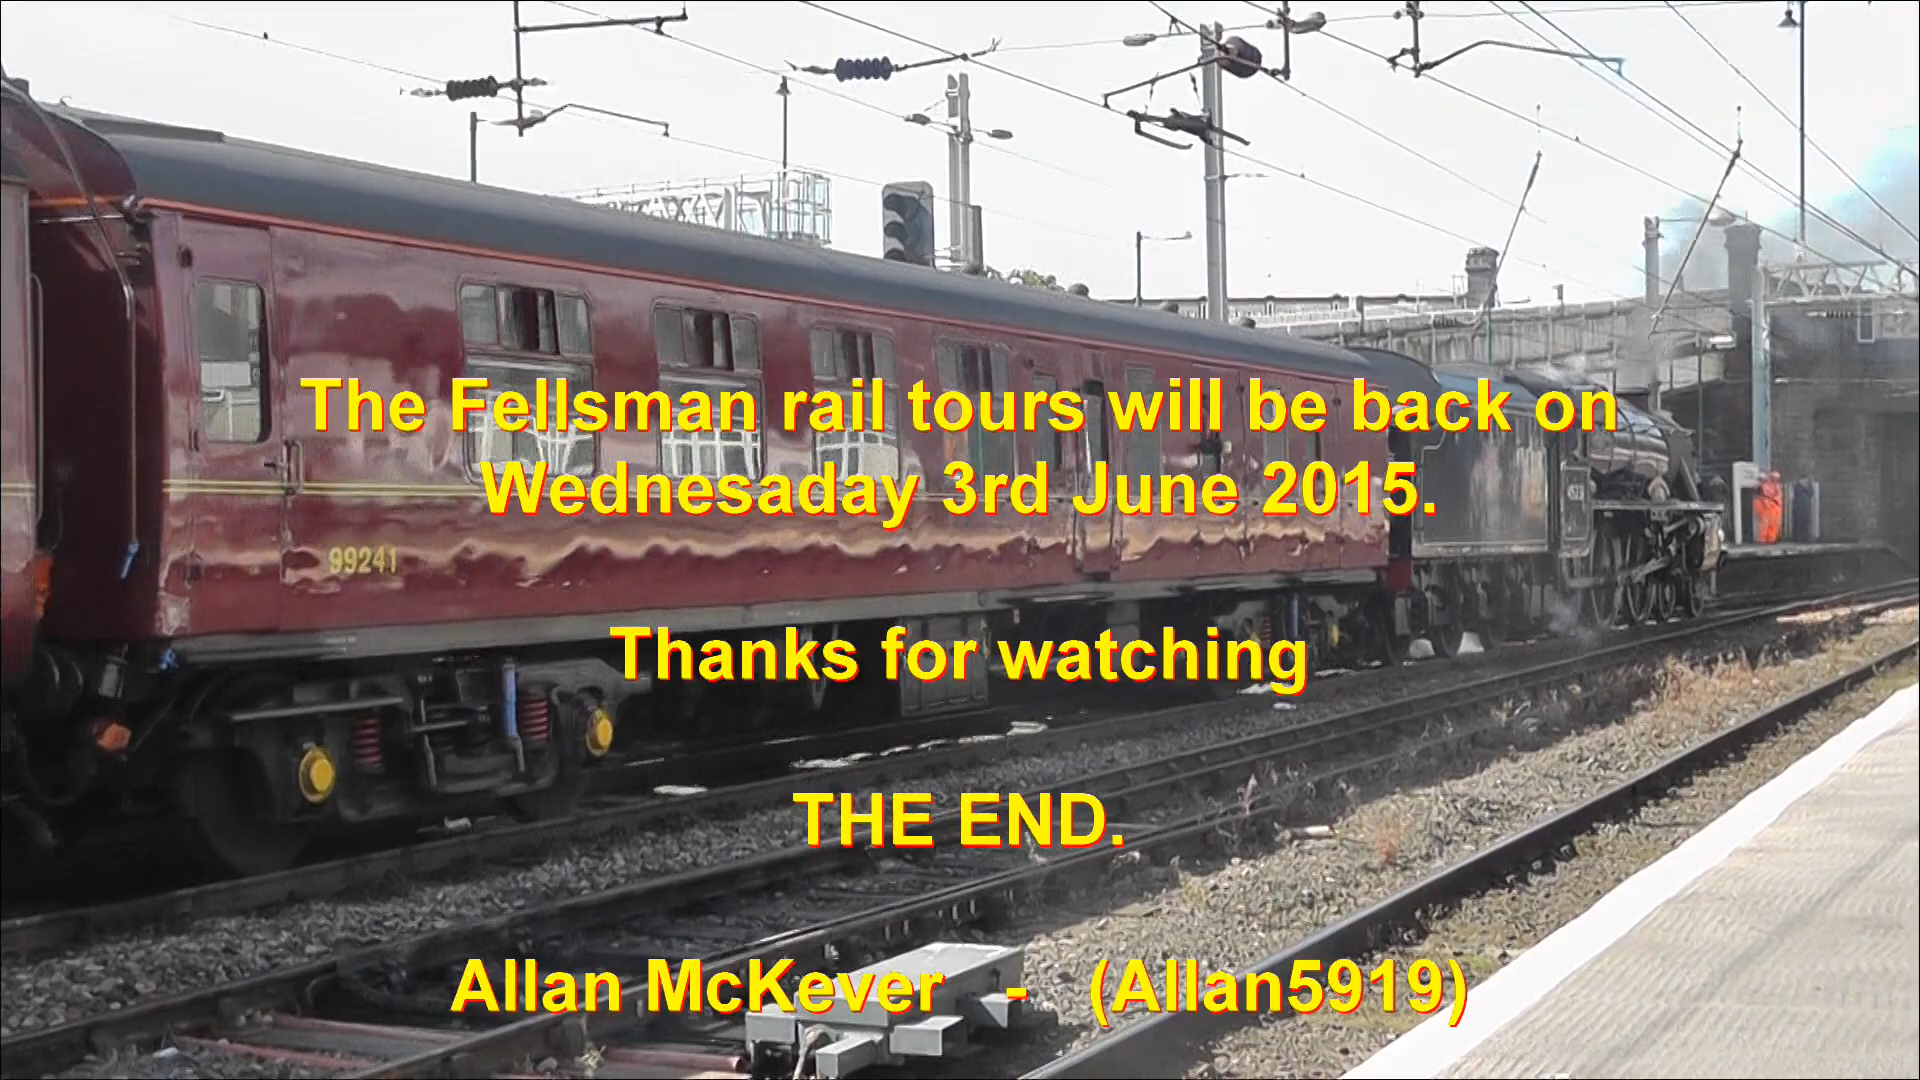 The Fellsman rail tours will be back on
Wednesaday 3rd June 2015.
99241
Thanks for watching
THE END.
Allan McKever - (Allan5919)